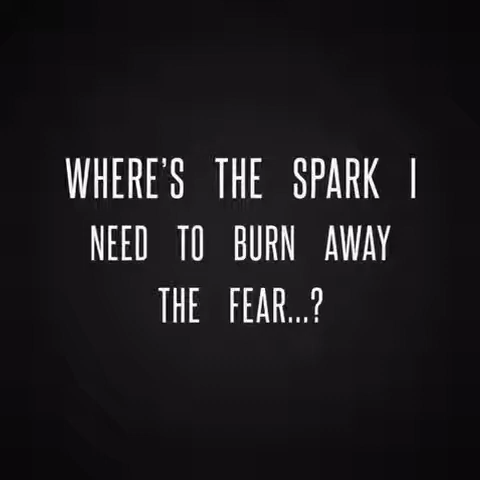 WHERE'S THE SPARK I
NEED TO BURN AWAY
THE FEAR...?